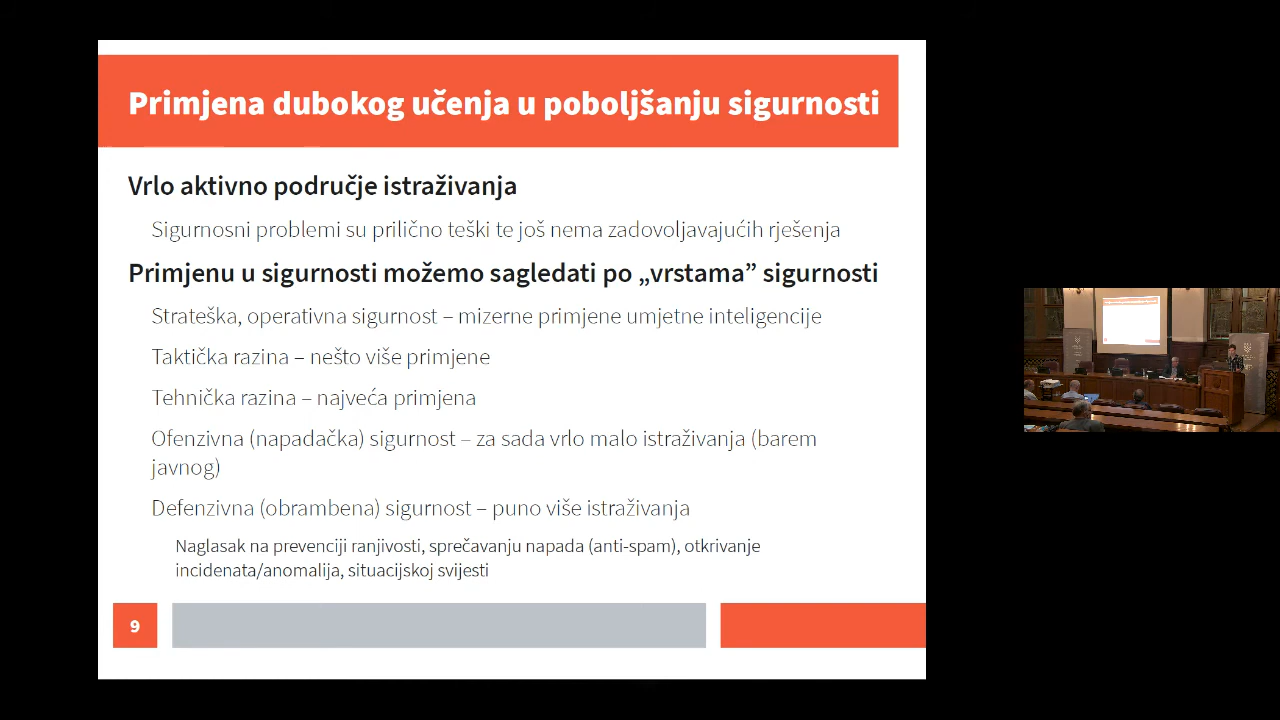 Primjena dubokog učenja u poboljšanju sigurnosti
Vrlo aktivno područje istraživanja
Sigurnosni problemi su prilično teški te još nema zadovoljavajućih rješenja
Primjenu u sigurnosti možemo sagledati po „vrstama” sigurnosti
Strateška, operativna sigurnost – mizerne primjene umjetne inteligencije
Taktička razina – nešto više primjene
Tehnička razina – najveća primjena
Ofenzivna (napadačka) sigurnost – za sada vrlo malo istraživanja (barem
javnog)
Defenzivna (obrambena) sigurnost – puno više istraživanja
Naglasak na prevenciji ranjivosti, sprečavanju napada (anti-spam), otkrivanje
incidenata/anomalija, situacijskoj svijesti
9